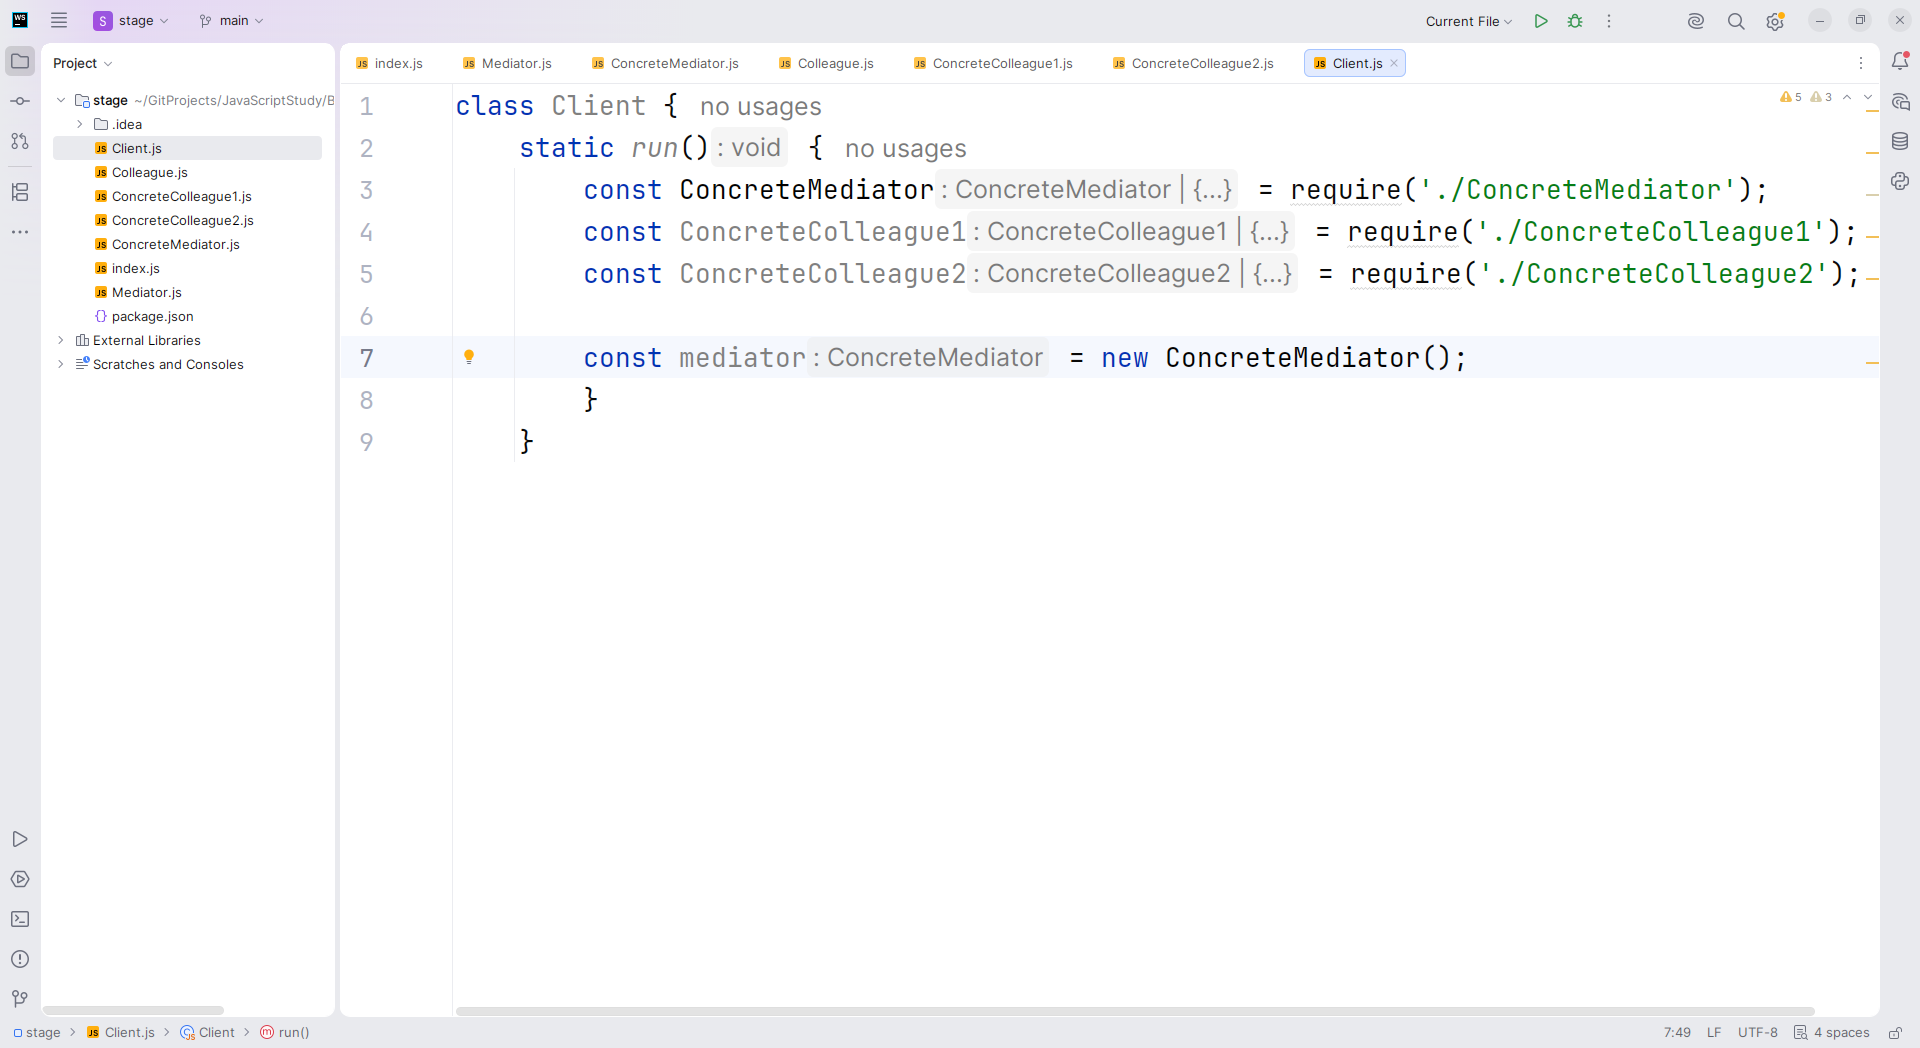 WS
S stage main
Current File
Project
stage ~/GitProjects/JavaScriptStudy/B
.idea
Client.js
Colleague.js
ConcreteColleague1.js
ConcreteColleague2.js
ConcreteMediator.js
index.js
Mediator.js
package.json
External Libraries
Scratches and Consoles
index.js Mediator.js ConcreteMediator.js Colleague.js ConcreteColleague1.js ConcreteColleague2.js Client.js
5 3
1 class Client { no usages
2 static run() : void { no usages
3 const ConcreteMediator : ConcreteMediator | {...} = require('./ConcreteMediator');
4 const ConcreteColleague1 : ConcreteColleague1 | {...} = require('./ConcreteColleague1');
5 const ConcreteColleague2 : ConcreteColleague2 | {...} = require('./ConcreteColleague2');
6
7 const mediator : ConcreteMediator = new ConcreteMediator();
8 }
9 }
stage Client.js Client run()
7:49 LF UTF-8 4 spaces